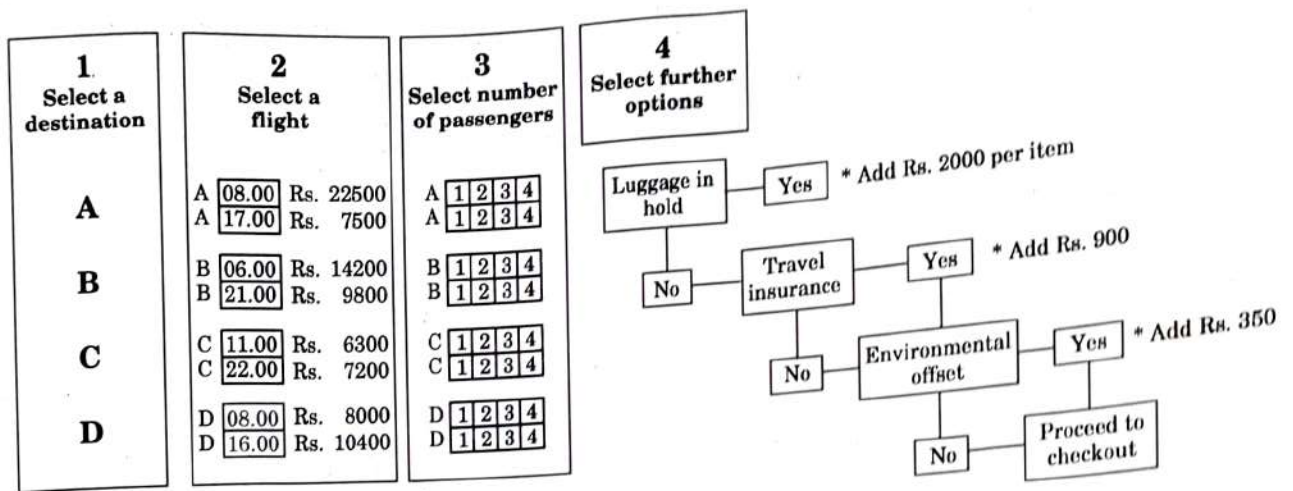 1
Select a
destination
A
B
C
D
2
Select a
flight
A 08.00 Rs. 22500
A 17.00 Rs. 7500
B 06.00 Rs. 14200
B 21.00 Rs. 9800
C 11.00 Rs. 6300
C 22.00 Rs. 7200
D 08.00 Rs. 8000
D 16.00 Rs. 10400
3
Select number
of passengers
A 1 2 3 4
A 1 2 3 4
B 1 2 3 4
B 1 2 3 4
C 1 2 3 4
C 1 2 3 4
D 1 2 3 4
D 1 2 3 4
4
Select further
options
Luggage in
hold
Yes * Add Rs. 2000 per item
No
Travel
insurance
Yes * Add Rs. 900
No
Environmental
offset
Yes * Add Rs. 350
No
Proceed to
checkout